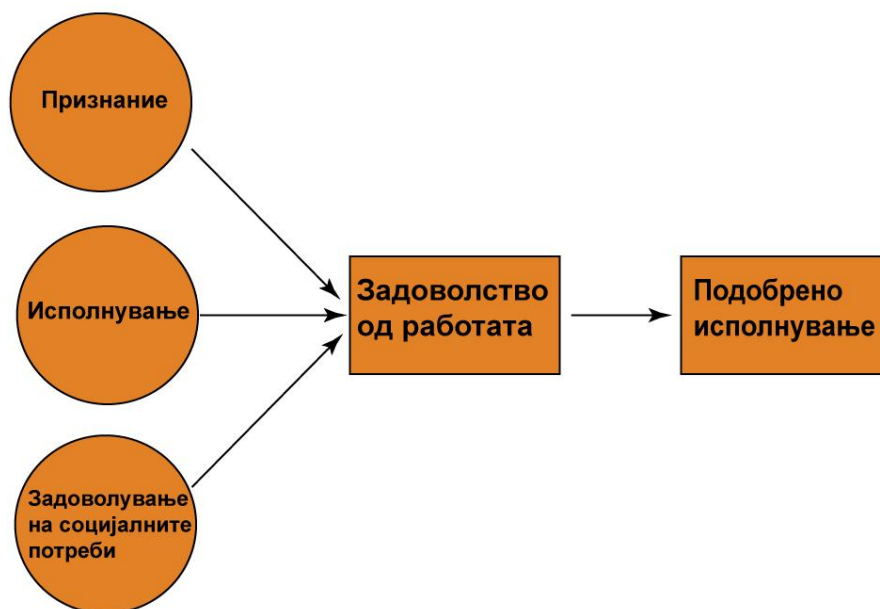 Признание
Исполнување
Задоволување
на социјалните
потреби
Задоволство
од работата
Подобрено
исполнување